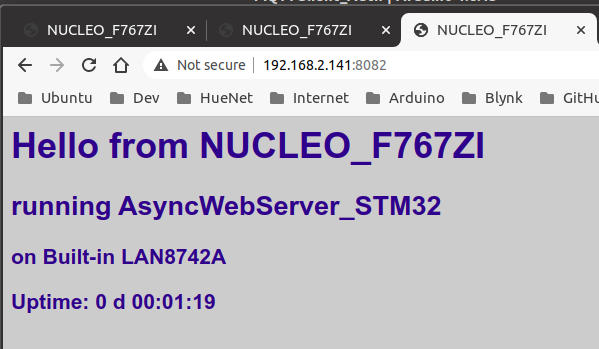 NUCLEO_F767ZI NUCLEO_F767ZI NUCLEO_F767ZI
Not secure 192.168.2.141:8082
Ubuntu Dev HueNet Internet Arduino Blynk GitHu
Hello from NUCLEO_F767ZI
running AsyncWebServer_STM32
on Built-in LAN8742A
Uptime: 0 d 00:01:19